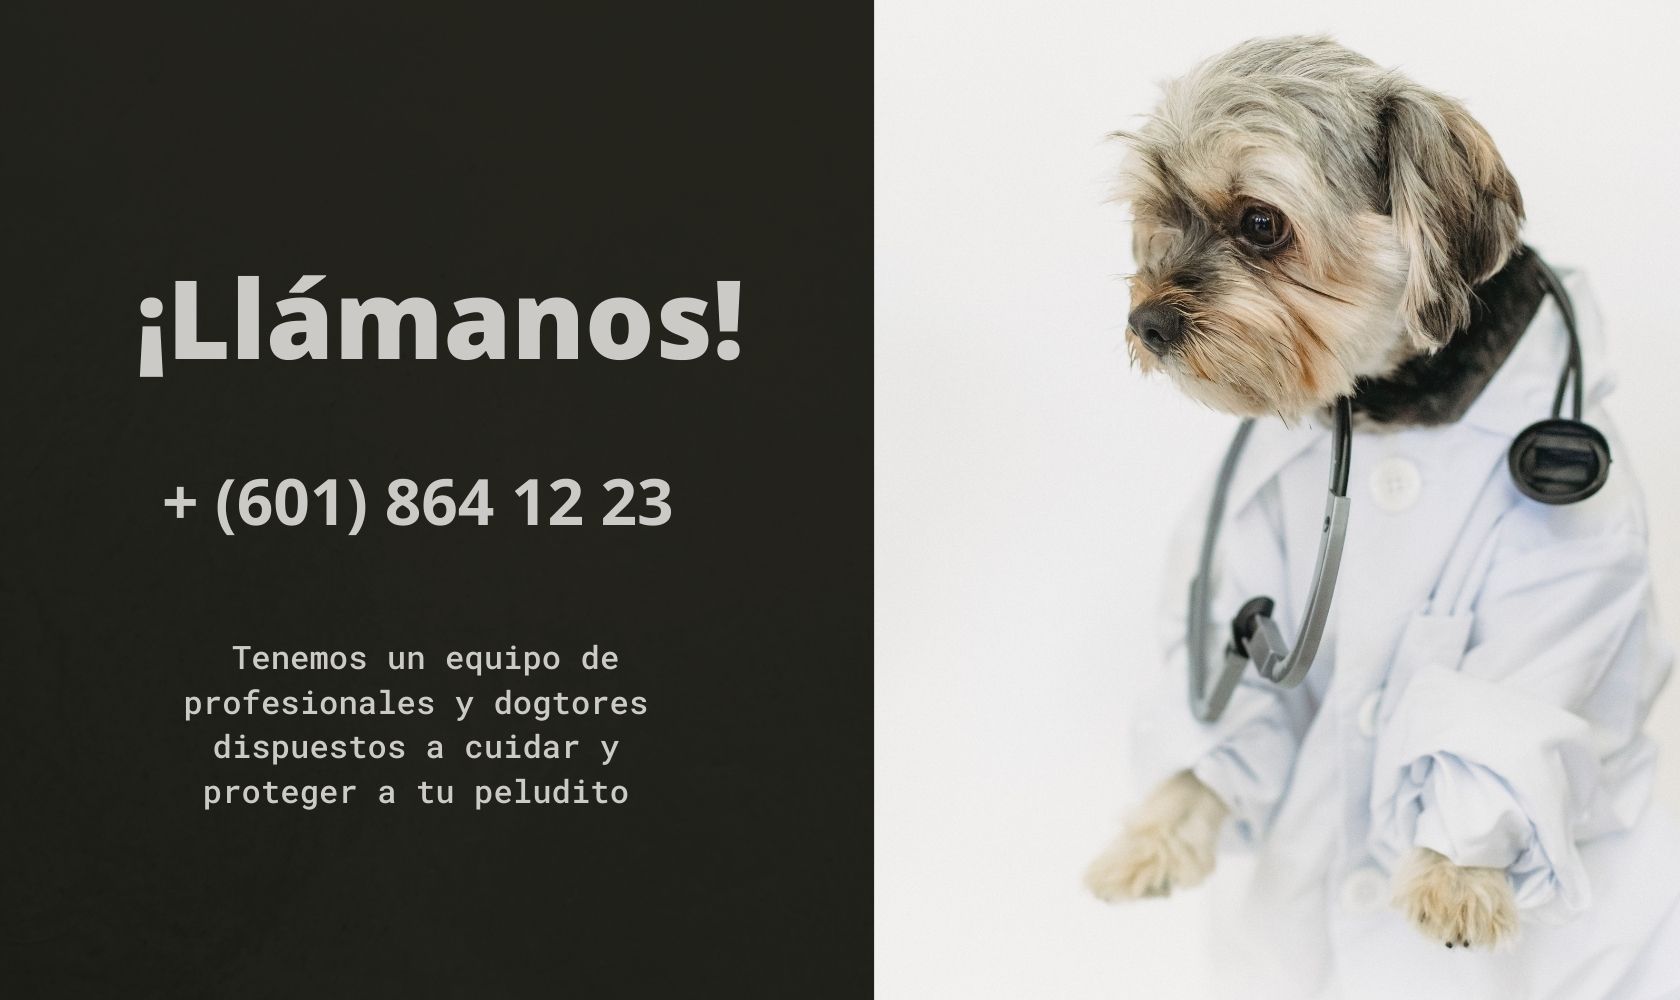 ¡Llámanos!
+ (601) 864 12 23
Tenemos un equipo de
profesionales y dogtores
dispuestos a cuidar y
proteger a tu peludito